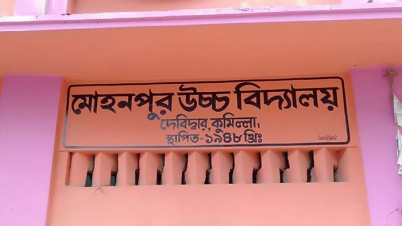 মোহনপুর উচ্চ বিদ্যালয়
দেবিদ্বার, কুমিল্লা,
স্থাপিত-১৯৪৮ খ্রিঃ